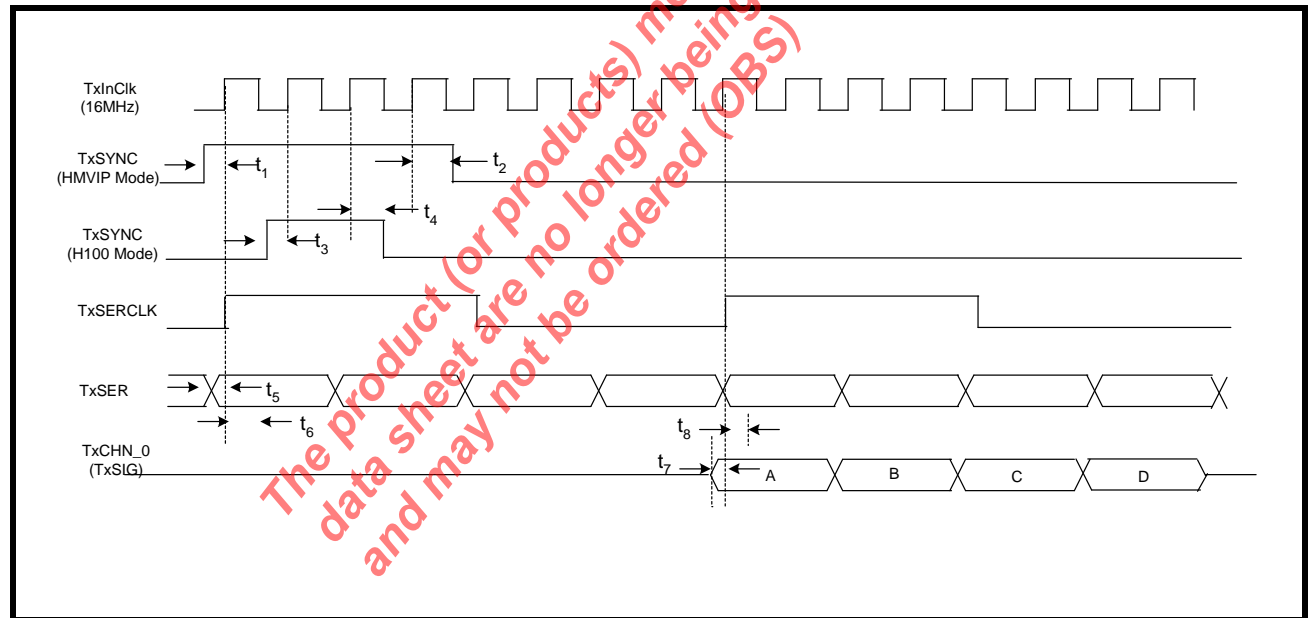 TxInClk
(16MHz)
TxSYNC
(HMVIP Mode)
t1
t2
TxSYNC
(H100 Mode)
t3
t4
TxSERCLK
TxSER
t5
t6
t8
TxCHN_0
(TxSIG)
t7
A
B
C
D
The product (or products) me
data sheet are no longer being
and may not be ordered (OBS)